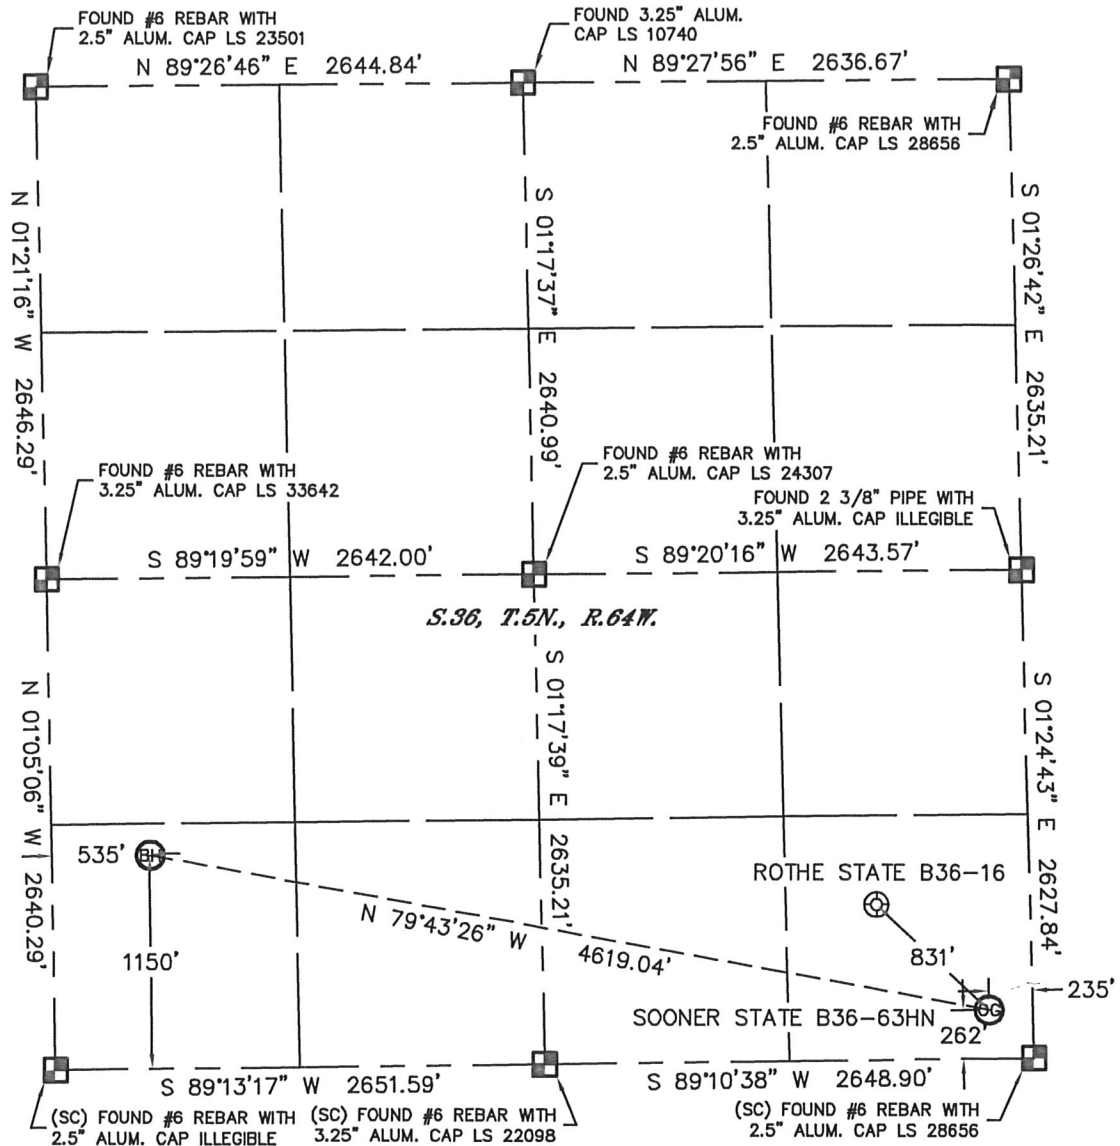 FOUND #6 REBAR WITH
2.5" ALUM. CAP LS 23501
FOUND 3.25" ALUM.
CAP LS 10740
N 89°26'46" E 2644.84'
N 89°27'56" E 2636.67'
FOUND #6 REBAR WITH
2.5" ALUM. CAP LS 28656
N 01°21'16" W 2646.29'
S 01°17'37" E 2640.99'
S 01°26'42" E 2635.21'
FOUND #6 REBAR WITH
3.25" ALUM. CAP LS 33642
FOUND #6 REBAR WITH
2.5" ALUM. CAP LS 24307
FOUND 2 3/8" PIPE WITH
3.25" ALUM. CAP ILLEGIBLE
S 89°19'59" W 2642.00'
S 89°20'16" W 2643.57'
S.36, T.5N., R.64W.
N 01°05'06" W 2640.29'
S 01°17'39" E 2635.21'
S 01°24'43" E 2627.84'
535'
BH
ROTHE STATE B36-16
N 79°43'26" W 4619.04'
1150'
831'
235'
SOONER STATE B36-63HN
OG
262'
S 89°13'17" W 2651.59'
S 89°10'38" W 2648.90'
(SC) FOUND #6 REBAR WITH
2.5" ALUM. CAP ILLEGIBLE
(SC) FOUND #6 REBAR WITH
3.25" ALUM. CAP LS 22098
(SC) FOUND #6 REBAR WITH
2.5" ALUM. CAP LS 28656